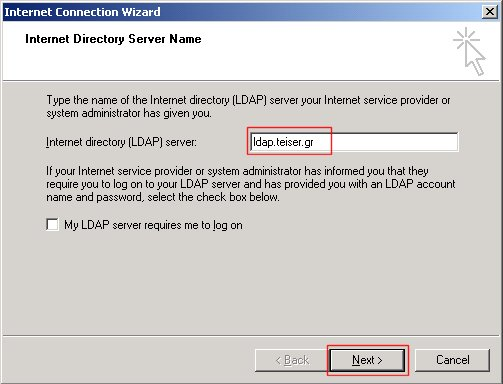 Internet Connection Wizard
Internet Directory Server Name
Type the name of the Internet directory (LDAP) server your Internet service provider or
system administrator has given you.
Internet directory (LDAP) server:
ldap.teiser.gr
If your Internet service provider or system administrator has informed you that they
require you to log on to your LDAP server and has provided you with an LDAP account
name and password, select the check box below.
My LDAP server requires me to log on
< Back
Next >
Cancel